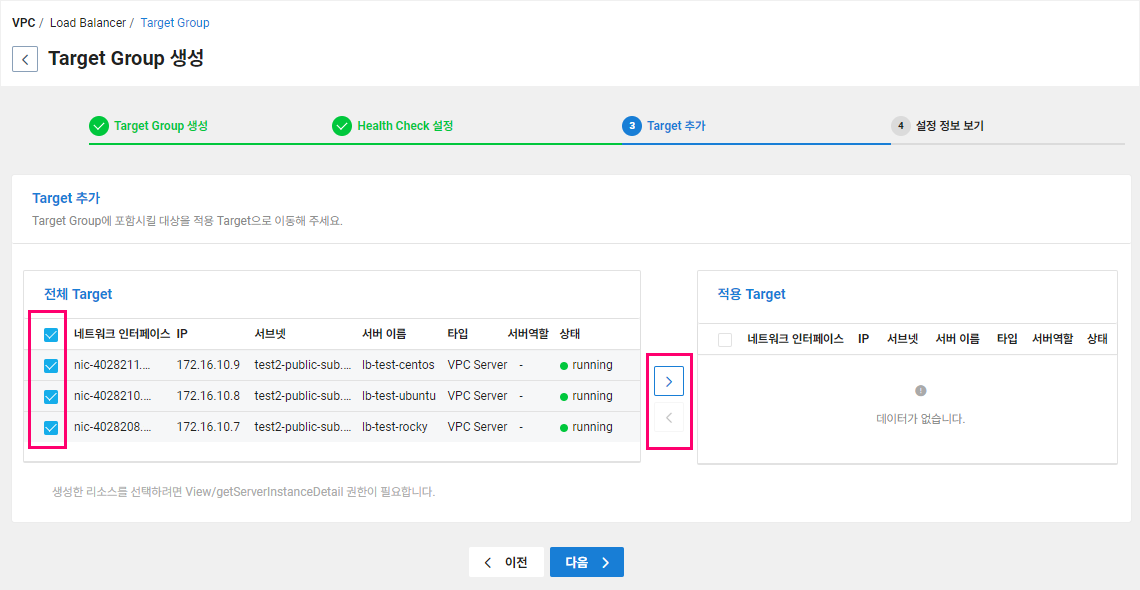 VPC / Load Balancer / Target Group
Target Group 생성
Target Group 생성
Health Check 설정
3 Target 추가
4 설정 정보 보기
Target 추가
Target Group에 포함시킬 대상을 적용 Target으로 이동해 주세요.
전체 Target
네트워크 인터페이스 IP 서브넷 서버 이름 타입 서버역할 상태
nic-4028211.... 172.16.10.9 test2-public-sub.... lb-test-centos VPC Server - running
nic-4028210.... 172.16.10.8 test2-public-sub.... lb-test-ubuntu VPC Server - running
nic-4028208.... 172.16.10.7 test2-public-sub.... lb-test-rocky VPC Server - running
적용 Target
네트워크 인터페이스 IP 서브넷 서버 이름 타입 서버역할 상태
데이터가 없습니다.
생성한 리소스를 선택하려면 View/getServerInstanceDetail 권한이 필요합니다.
이전
다음